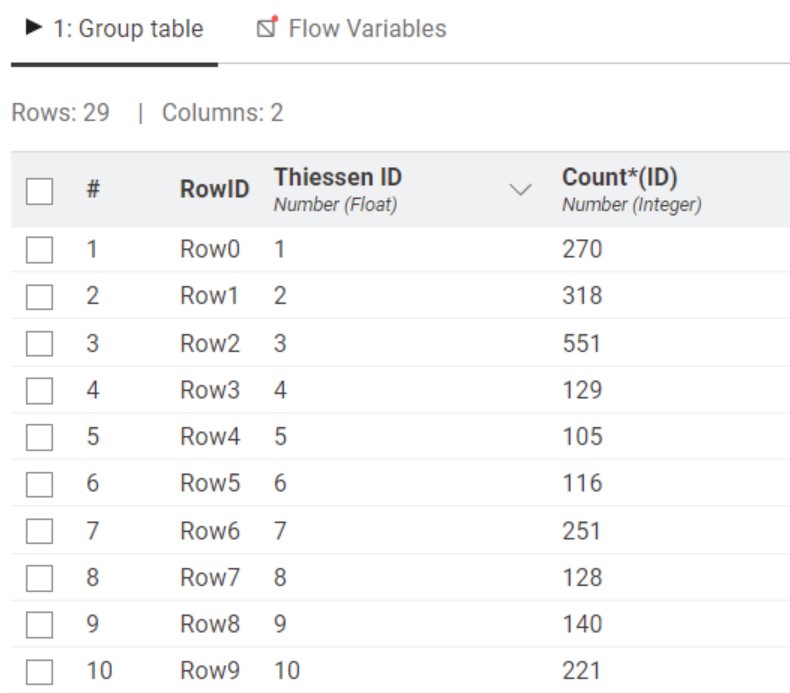 1: Group table Flow Variables
Rows: 29 | Columns: 2
# RowID Thiessen ID Count*(ID)
Number (Float) Number (Integer)
1 Row0 1 270
2 Row1 2 318
3 Row2 3 551
4 Row3 4 129
5 Row4 5 105
6 Row5 6 116
7 Row6 7 251
8 Row7 8 128
9 Row8 9 140
10 Row9 10 221